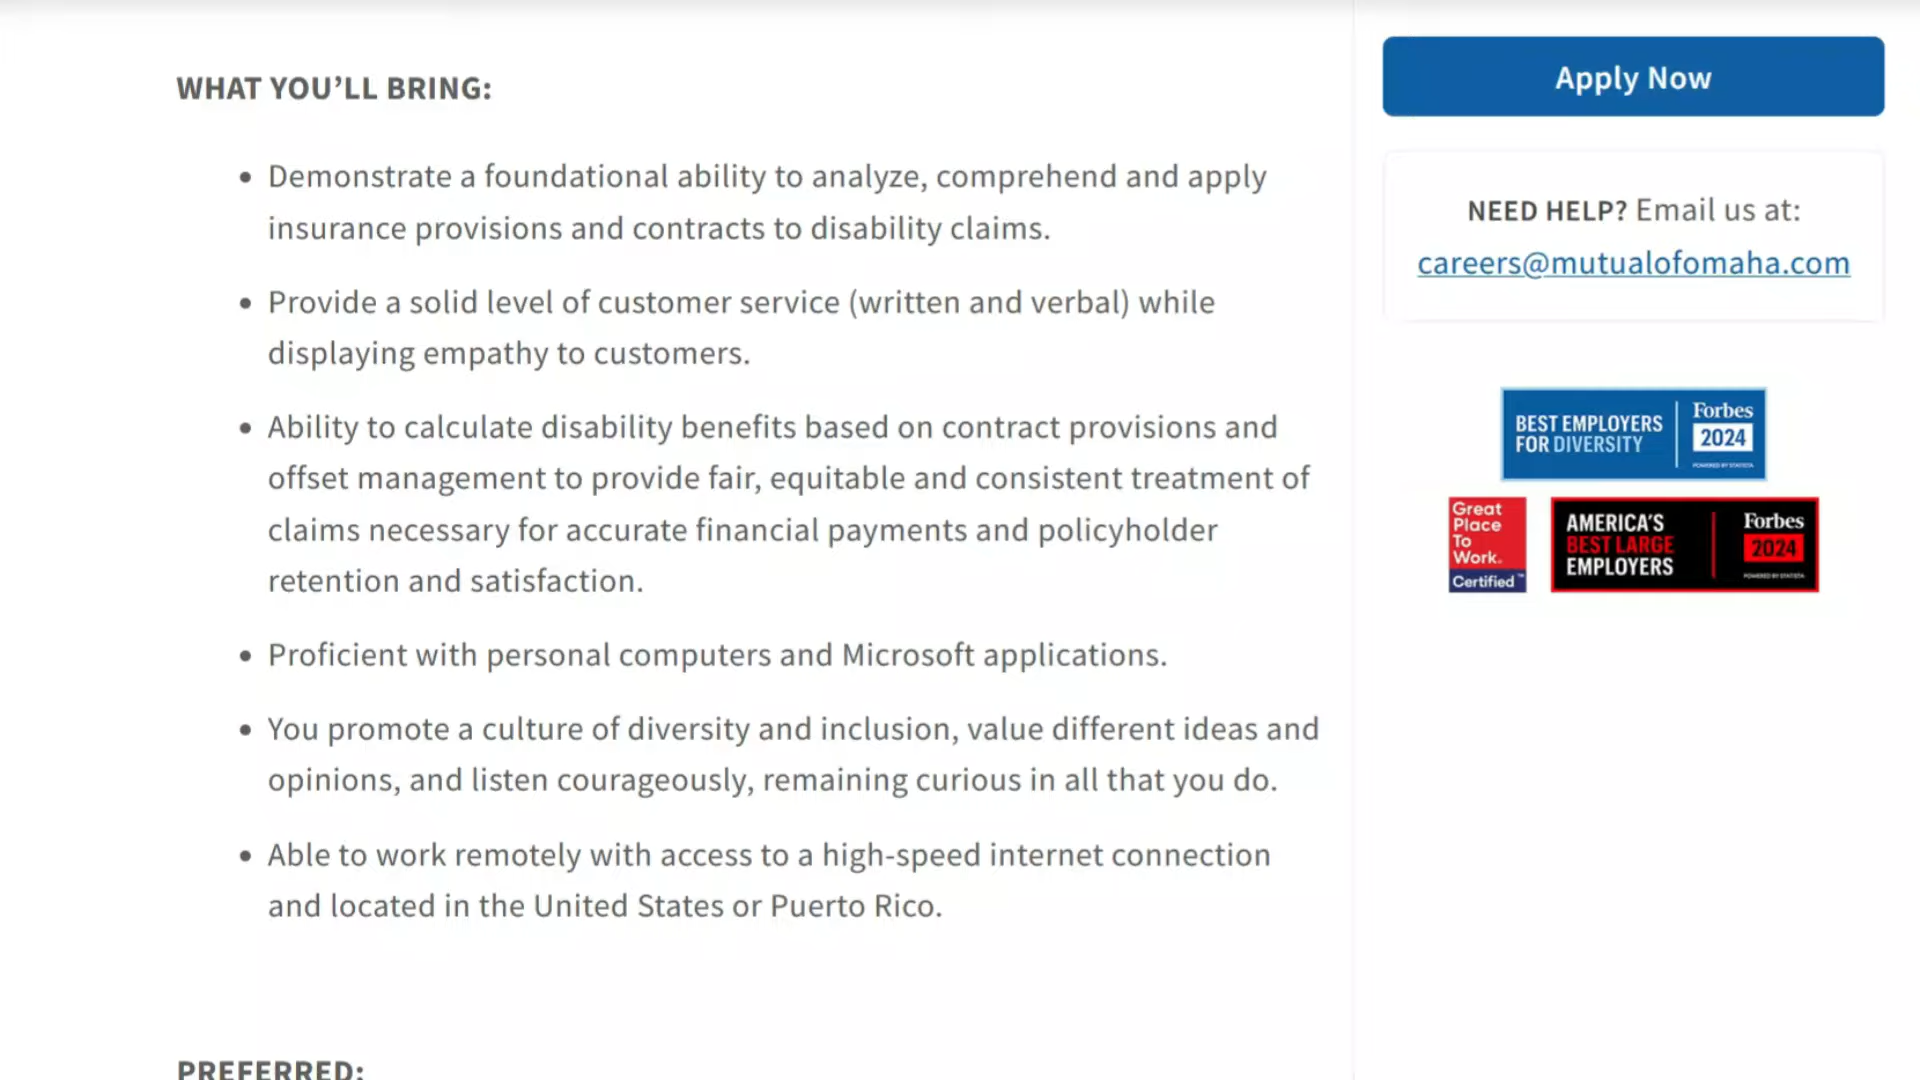 WHAT YOU’LL BRING:
• Demonstrate a foundational ability to analyze, comprehend and apply
insurance provisions and contracts to disability claims.
• Provide a solid level of customer service (written and verbal) while
displaying empathy to customers.
• Ability to calculate disability benefits based on contract provisions and
offset management to provide fair, equitable and consistent treatment of
claims necessary for accurate financial payments and policyholder
retention and satisfaction.
• Proficient with personal computers and Microsoft applications.
• You promote a culture of diversity and inclusion, value different ideas and
opinions, and listen courageously, remaining curious in all that you do.
• Able to work remotely with access to a high-speed internet connection
and located in the United States or Puerto Rico.
PREFERRED:
Apply Now
NEED HELP? Email us at:
careers@mutualofomaha.com
BEST EMPLOYERS
FOR DIVERSITY
Forbes
2024
POWERED BY STATISTA
Great
Place
To
Work.
Certified™
AMERICA’S
BEST LARGE
EMPLOYERS
Forbes
2024
POWERED BY STATISTA